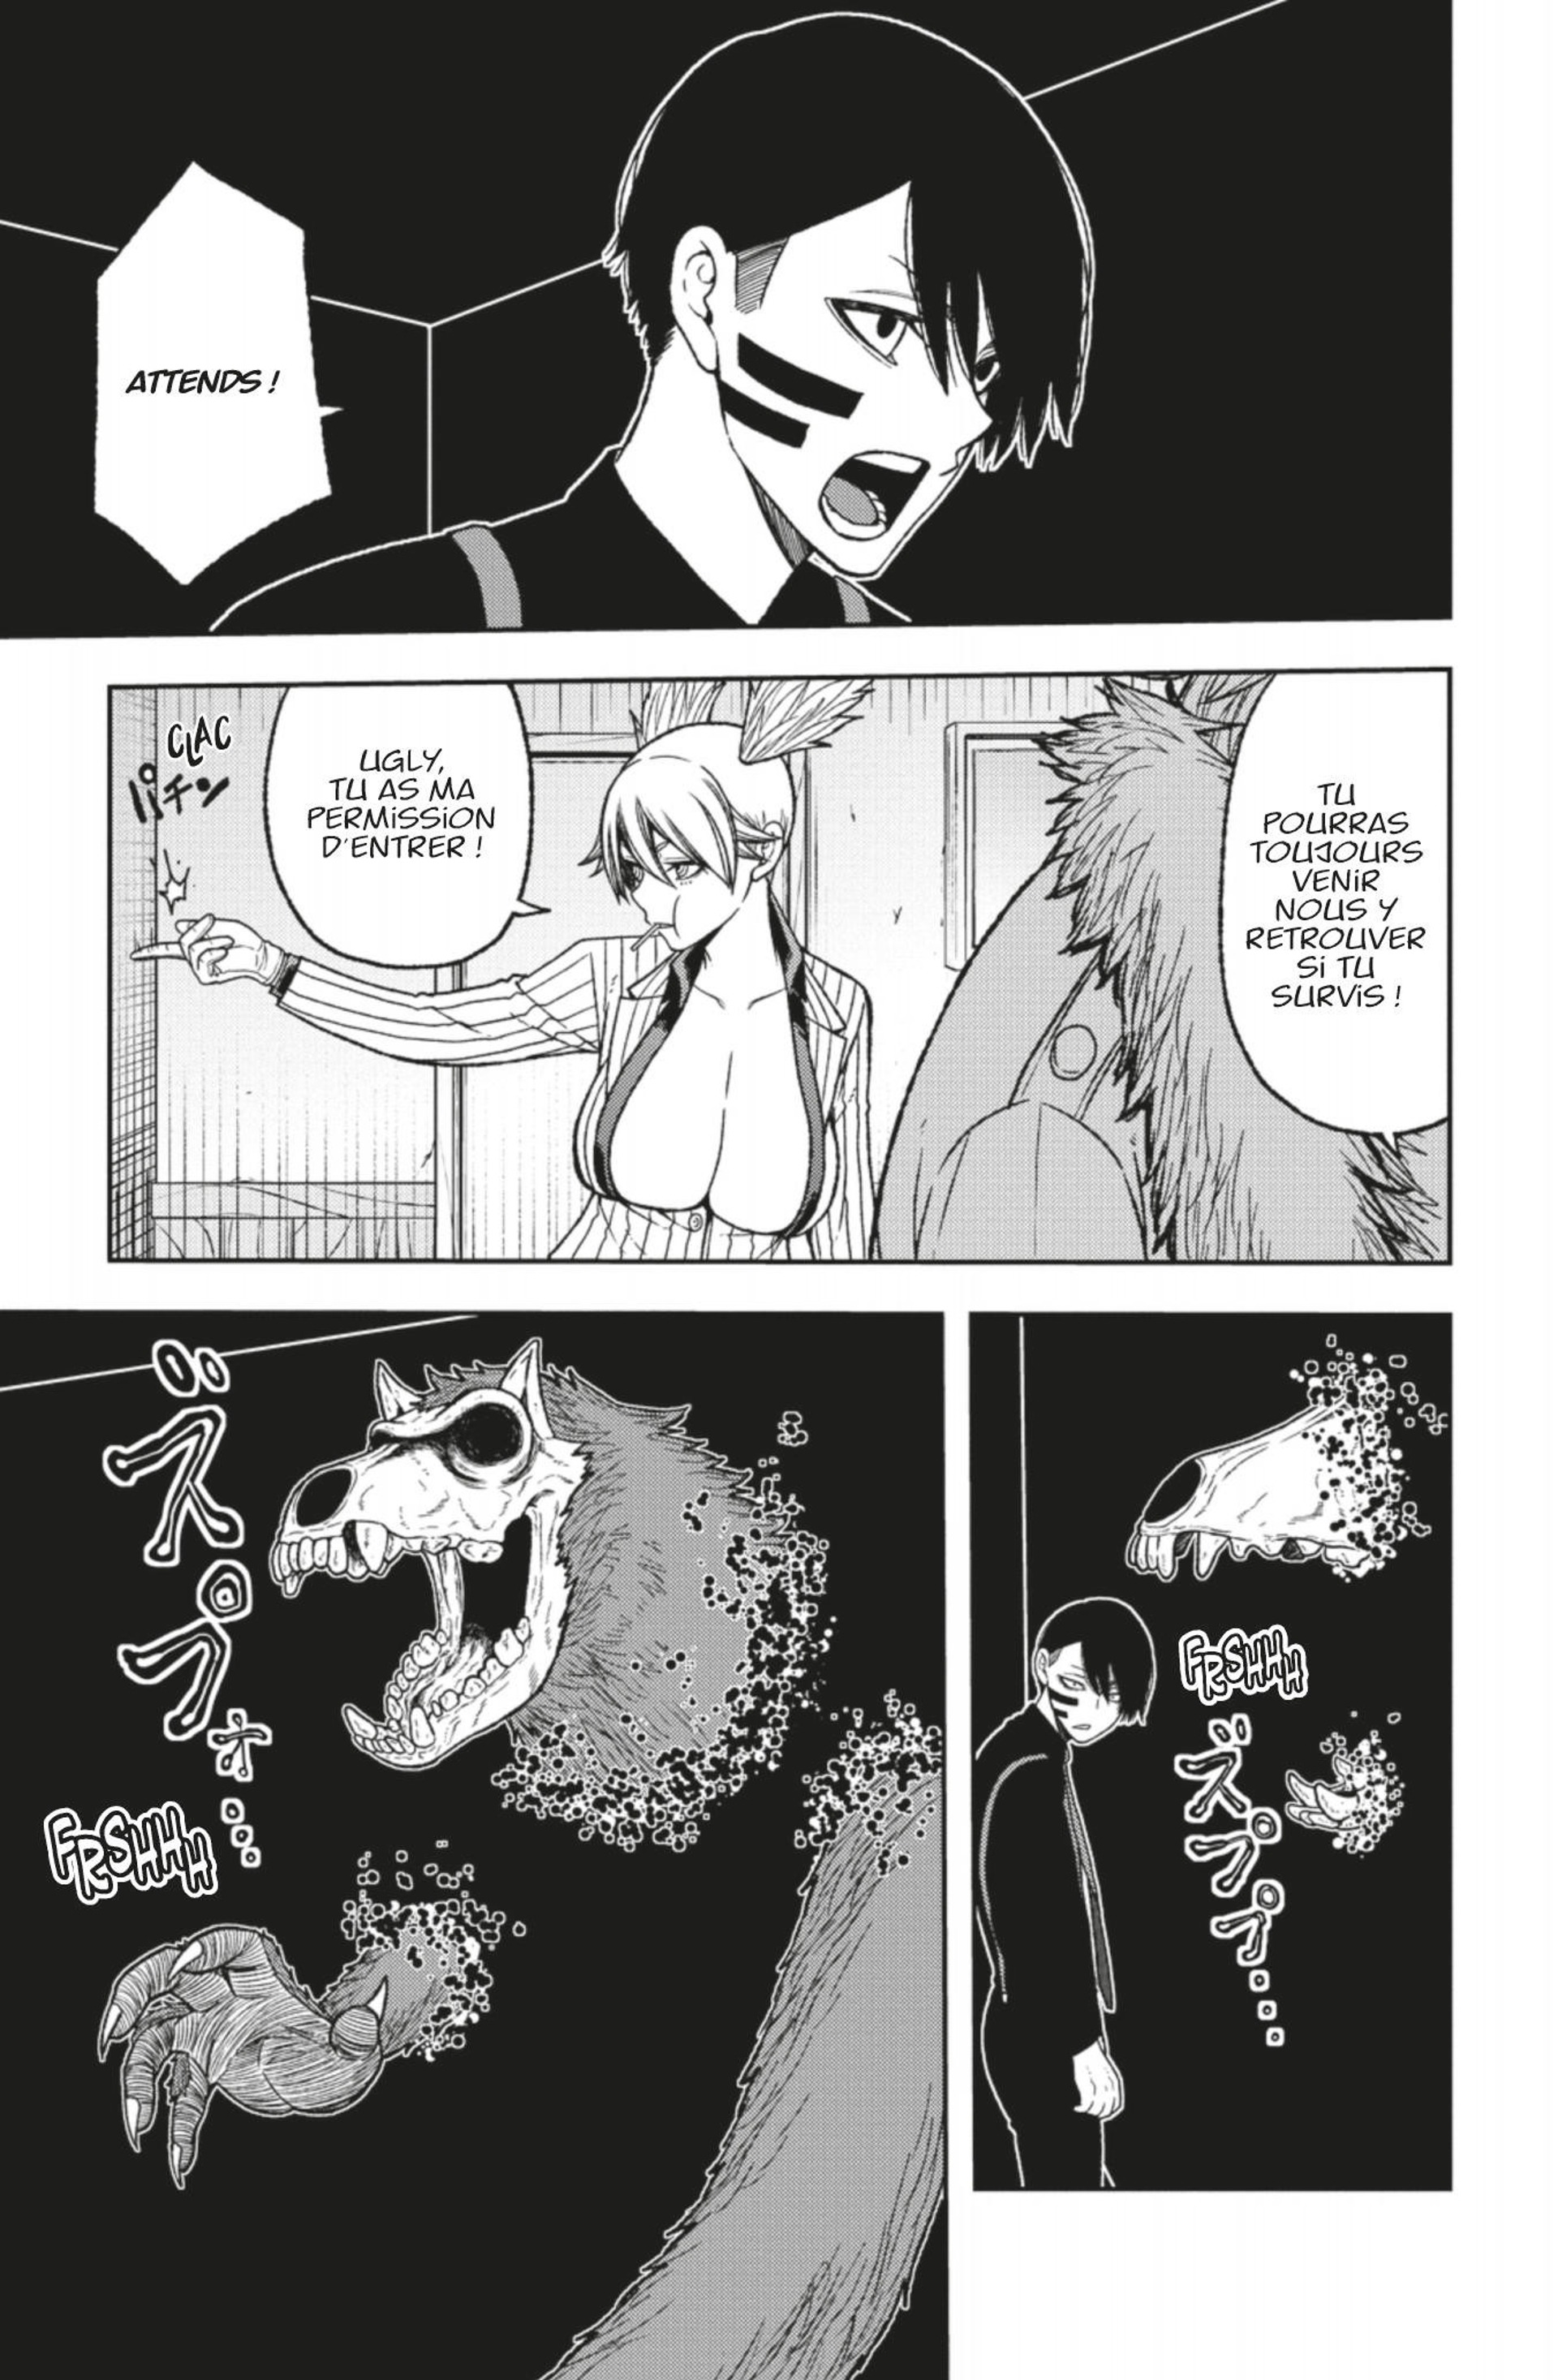 ATTENDS !
TU
POURRAS
TOUJOURS
VENIR
NOUS Y
RETROUVER
SI TU
SURVIS !
UGLY,
TU AS MA
PERMISSION
D'ENTRER !
CLAC
パチン
FRSHHH
ズププ...
ズプォ...
FRSHHH